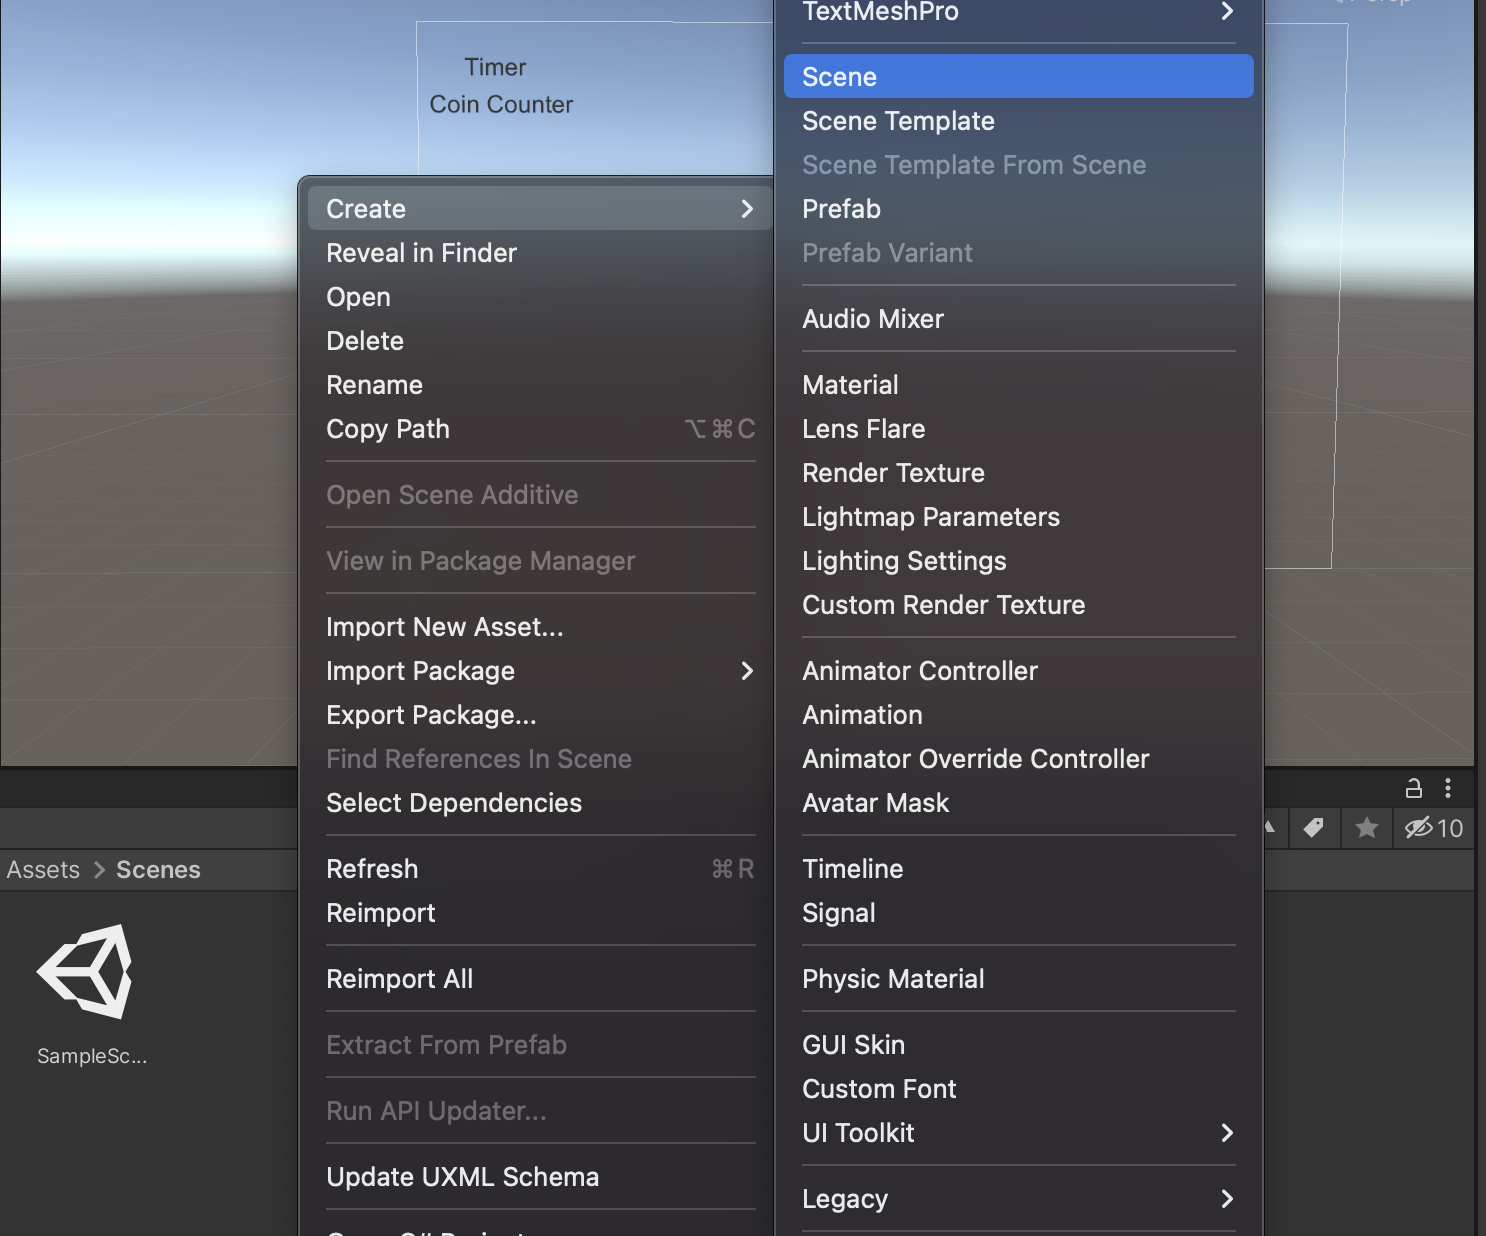 Timer
Coin Counter
Create
Reveal in Finder
Open
Delete
Rename
Copy Path ⌥⌘C
Open Scene Additive
View in Package Manager
Import New Asset...
Import Package
Export Package...
Find References In Scene
Select Dependencies
Refresh ⌘R
Reimport
Reimport All
Extract From Prefab
Run API Updater...
Update UXML Schema
TextMeshPro
Scene
Scene Template
Scene Template From Scene
Prefab
Prefab Variant
Audio Mixer
Material
Lens Flare
Render Texture
Lightmap Parameters
Lighting Settings
Custom Render Texture
Animator Controller
Animation
Animator Override Controller
Avatar Mask
Timeline
Signal
Physic Material
GUI Skin
Custom Font
UI Toolkit
Legacy
10
Assets > Scenes
SampleSc...